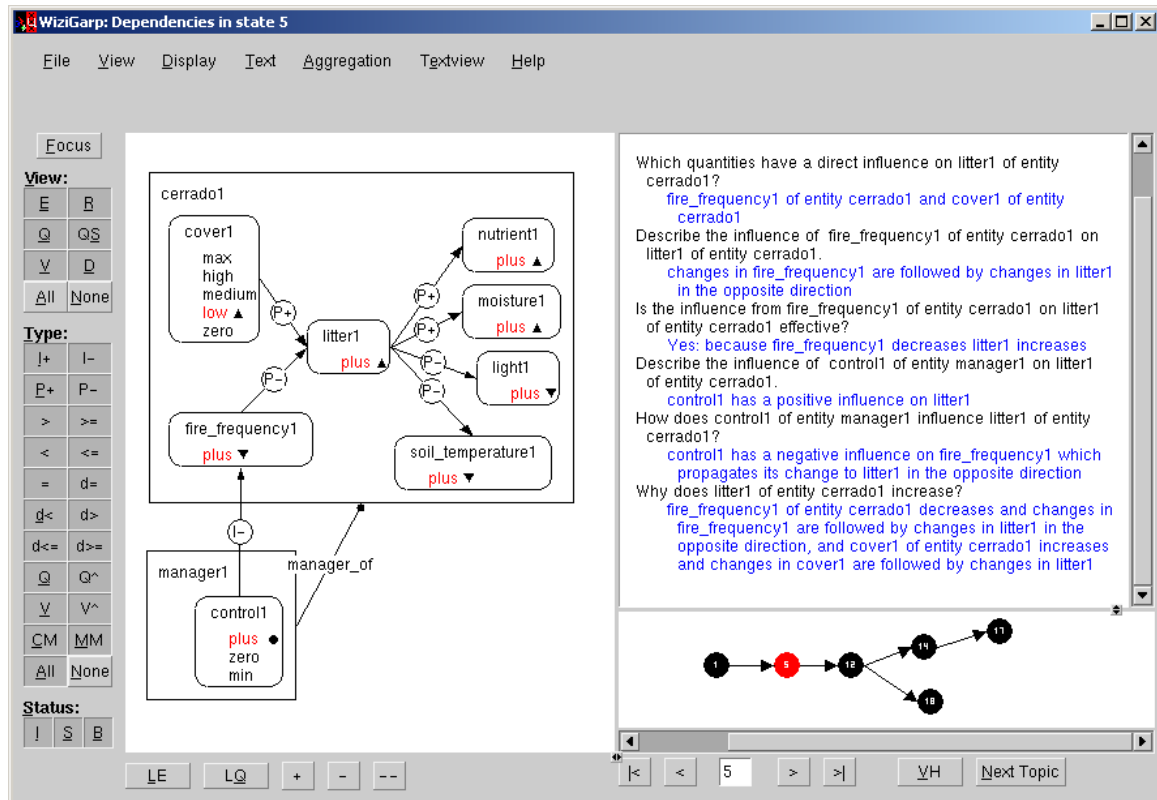 WiziGarp: Dependencies in state 5
File View Display Text Aggregation Textview Help
Focus
View:
E R
Q QS
V D
All None
Type:
I+ I-
P+ P-
> >=
< <=
= d=
d< d>
d<= d>=
Q Q^
V V^
CM MM
All None
Status:
I S B
cerrado1
cover1
max
high
medium
low ▲
zero
P+
litter1
plus ▲
P-
fire_frequency1
plus ▼
P+
nutrient1
plus ▲
P+
moisture1
plus ▲
P-
light1
plus ▼
P-
soil_temperature1
plus ▼
I-
manager_of
manager1
control1
plus ●
zero
min
LE LQ + - --
Which quantities have a direct influence on litter1 of entity
cerrado1?
fire_frequency1 of entity cerrado1 and cover1 of entity
cerrado1
Describe the influence of fire_frequency1 of entity cerrado1 on
litter1 of entity cerrado1.
changes in fire_frequency1 are followed by changes in litter1
in the opposite direction
Is the influence from fire_frequency1 of entity cerrado1 on litter1
of entity cerrado1 effective?
Yes: because fire_frequency1 decreases litter1 increases
Describe the influence of control1 of entity manager1 on litter1
of entity cerrado1.
control1 has a positive influence on litter1
How does control1 of entity manager1 influence litter1 of entity
cerrado1?
control1 has a negative influence on fire_frequency1 which
propagates its change to litter1 in the opposite direction
Why does litter1 of entity cerrado1 increase?
fire_frequency1 of entity cerrado1 decreases and changes in
fire_frequency1 are followed by changes in litter1 in the
opposite direction, and cover1 of entity cerrado1 increases
and changes in cover1 are followed by changes in litter1
1 5 12 14 17
18
|< < 5 > >| VH Next Topic